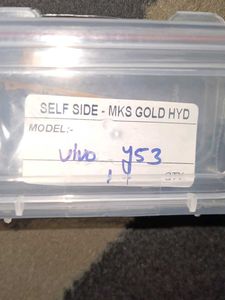 SELF SIDE - MKS GOLD HYD
MODEL:-
vivo y53
QTY